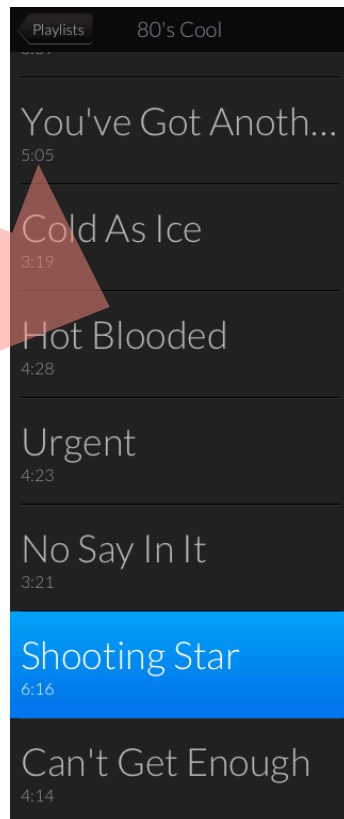 Playlists
80's Cool
You've Got Anoth...
5:05
Cold As Ice
3:19
Hot Blooded
4:28
Urgent
4:23
No Say In It
3:21
Shooting Star
6:16
Can't Get Enough
4:14